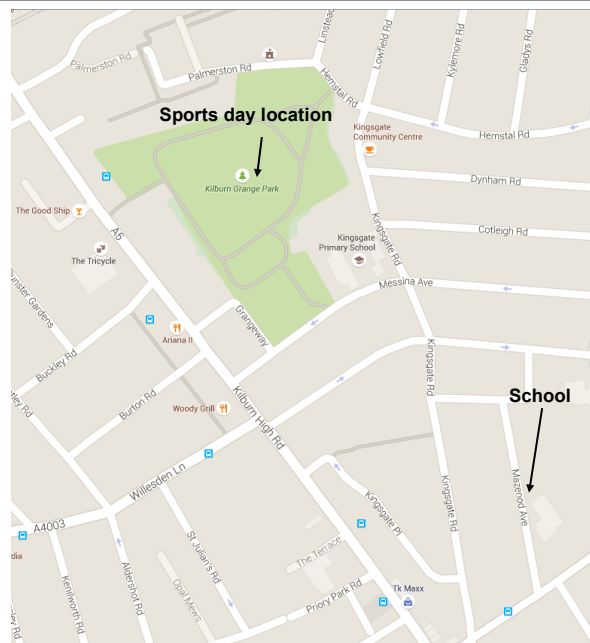 Palmerston Rd
Palmerston Rd
Linstead
Lowfield Rd
Kylemore Rd
Gladys Rd
Hemstal Rd
Sports day location
Kingsgate
Community Centre
Hemstal Rd
Dynham Rd
Kilburn Grange Park
The Good Ship
A5
Kingsgate Rd
Cotleigh Rd
Kingsgate
Primary School
The Tricycle
Messina Ave
Grangeway
Ariana II
Buckley Rd
Burton Rd
Kingsgate Rd
School
Woody Grill
Kilburn High Rd
Willesden Ln
Mazenod Ave
Kingsgate Rd
Kingsgate Pl
A4003
St Julian's Rd
The Terrace
Opal Mews
Aldershot Rd
Kenilworth Rd
Priory Park Rd
Tk Maxx